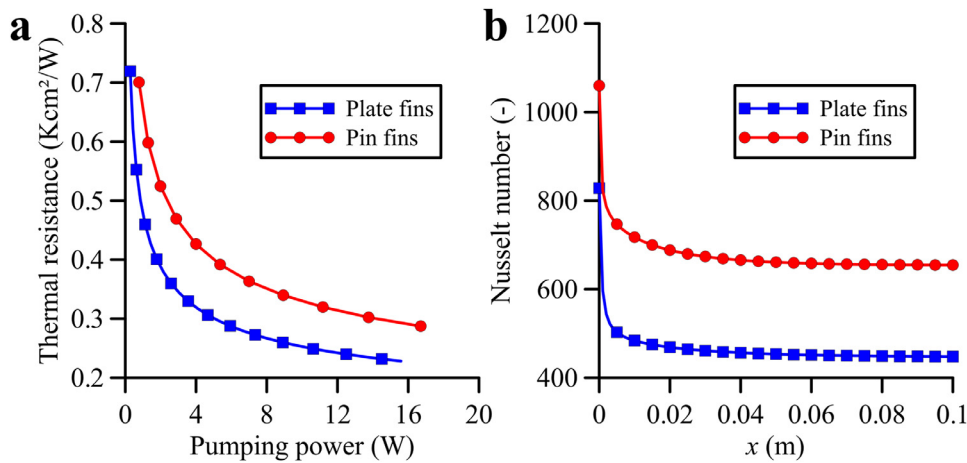 a
Thermal resistance (Kcm²/W)
0.8
0.7
0.6
0.5
0.4
0.3
0.2
Plate fins
Pin fins
0 4 8 12 16 20
Pumping power (W)
b
Nusselt number (-)
1200
1000
800
600
400
Plate fins
Pin fins
0 0.02 0.04 0.06 0.08 0.1
x (m)